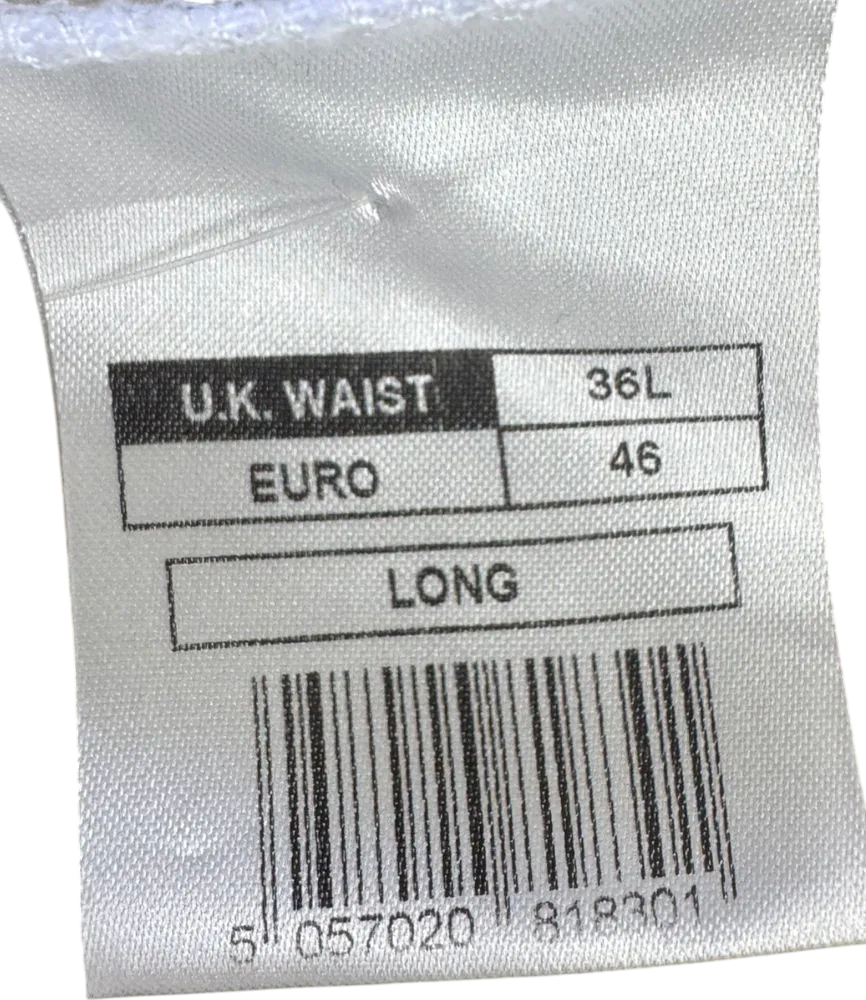 U.K. WAIST 36L
EURO 46
LONG
5 057020 818301